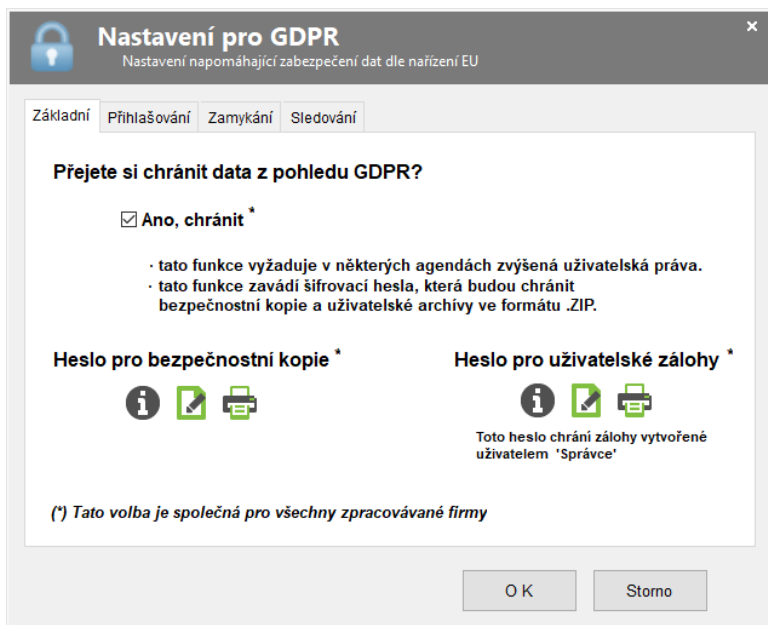 Nastavení pro GDPR
Nastavení napomáhající zabezpečení dat dle nařízení EU
Základní Přihlašování Zamykání Sledování
Přejete si chránit data z pohledu GDPR?
Ano, chránit *
· tato funkce vyžaduje v některých agendách zvýšená uživatelská práva.
· tato funkce zavádí šifrovací hesla, která budou chránit
bezpečnostní kopie a uživatelské archívy ve formátu .ZIP.
Heslo pro bezpečnostní kopie *
Heslo pro uživatelské zálohy *
Toto heslo chrání zálohy vytvořené
uživatelem 'Správce'
(*) Tato volba je společná pro všechny zpracovávané firmy
O K
Storno